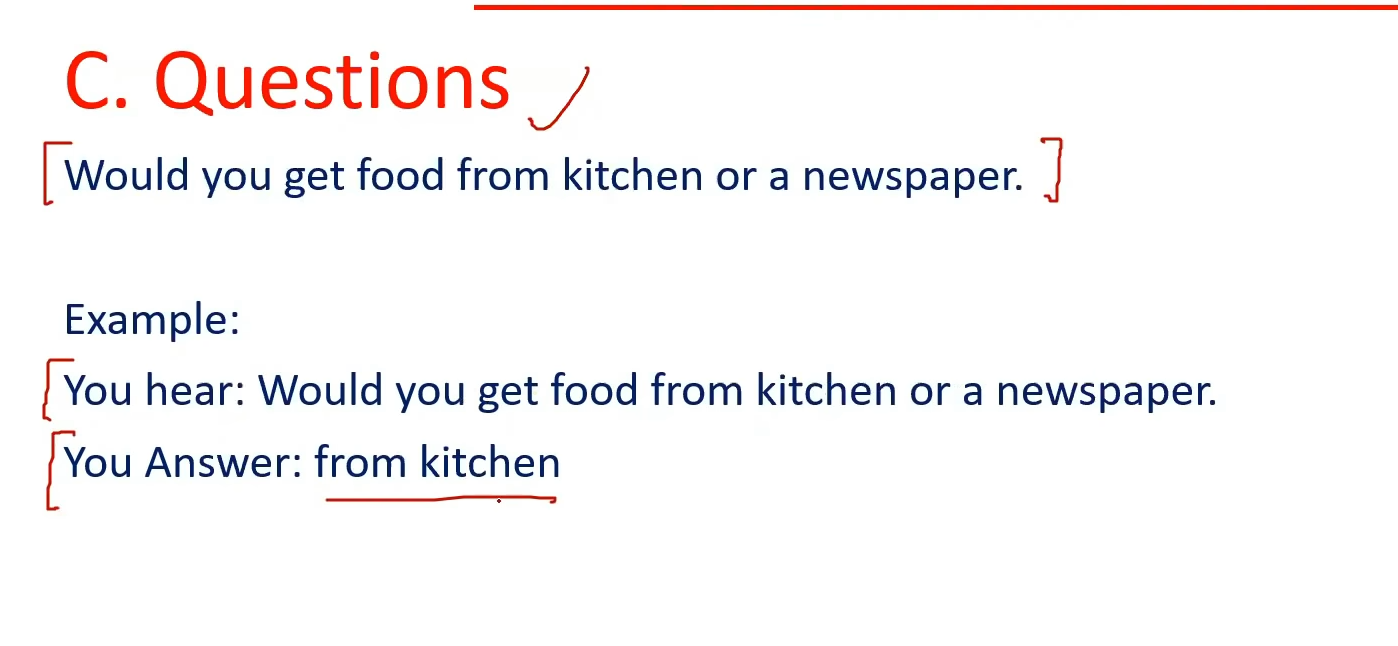 C. Questions
Would you get food from kitchen or a newspaper.
Example:
You hear: Would you get food from kitchen or a newspaper.
You Answer: from kitchen